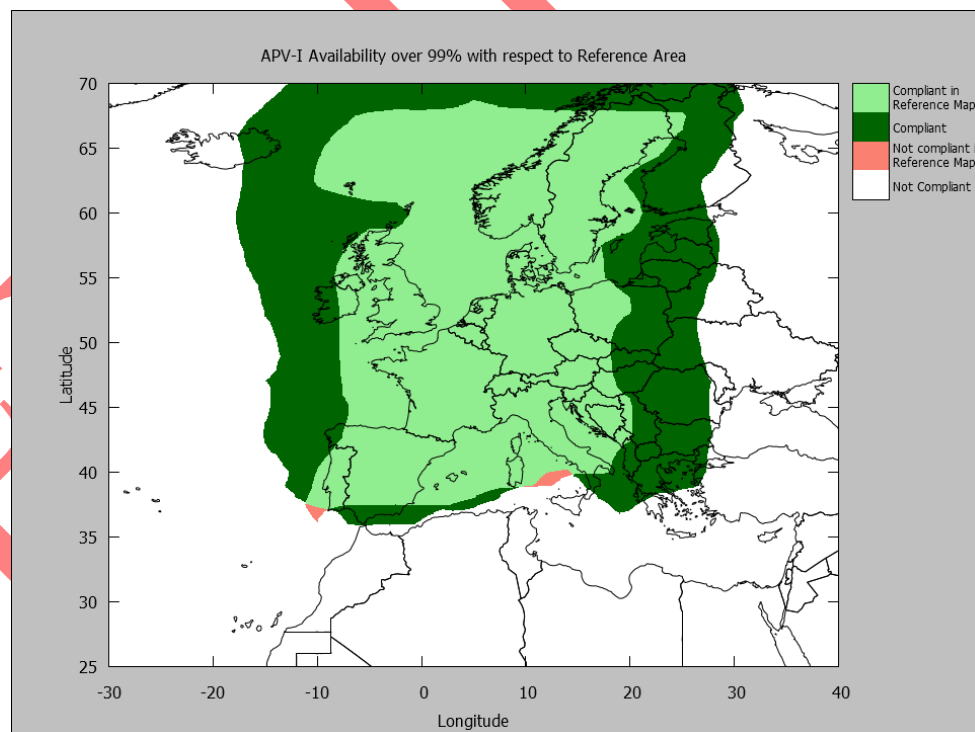 APV-I Availability over 99% with respect to Reference Area
70
65
60
55
50
45
40
35
30
25
Latitude
-30
-20
-10
0
10
20
30
40
Longitude
Compliant in
Reference Map
Compliant
Not compliant i
Reference Map
Not Compliant